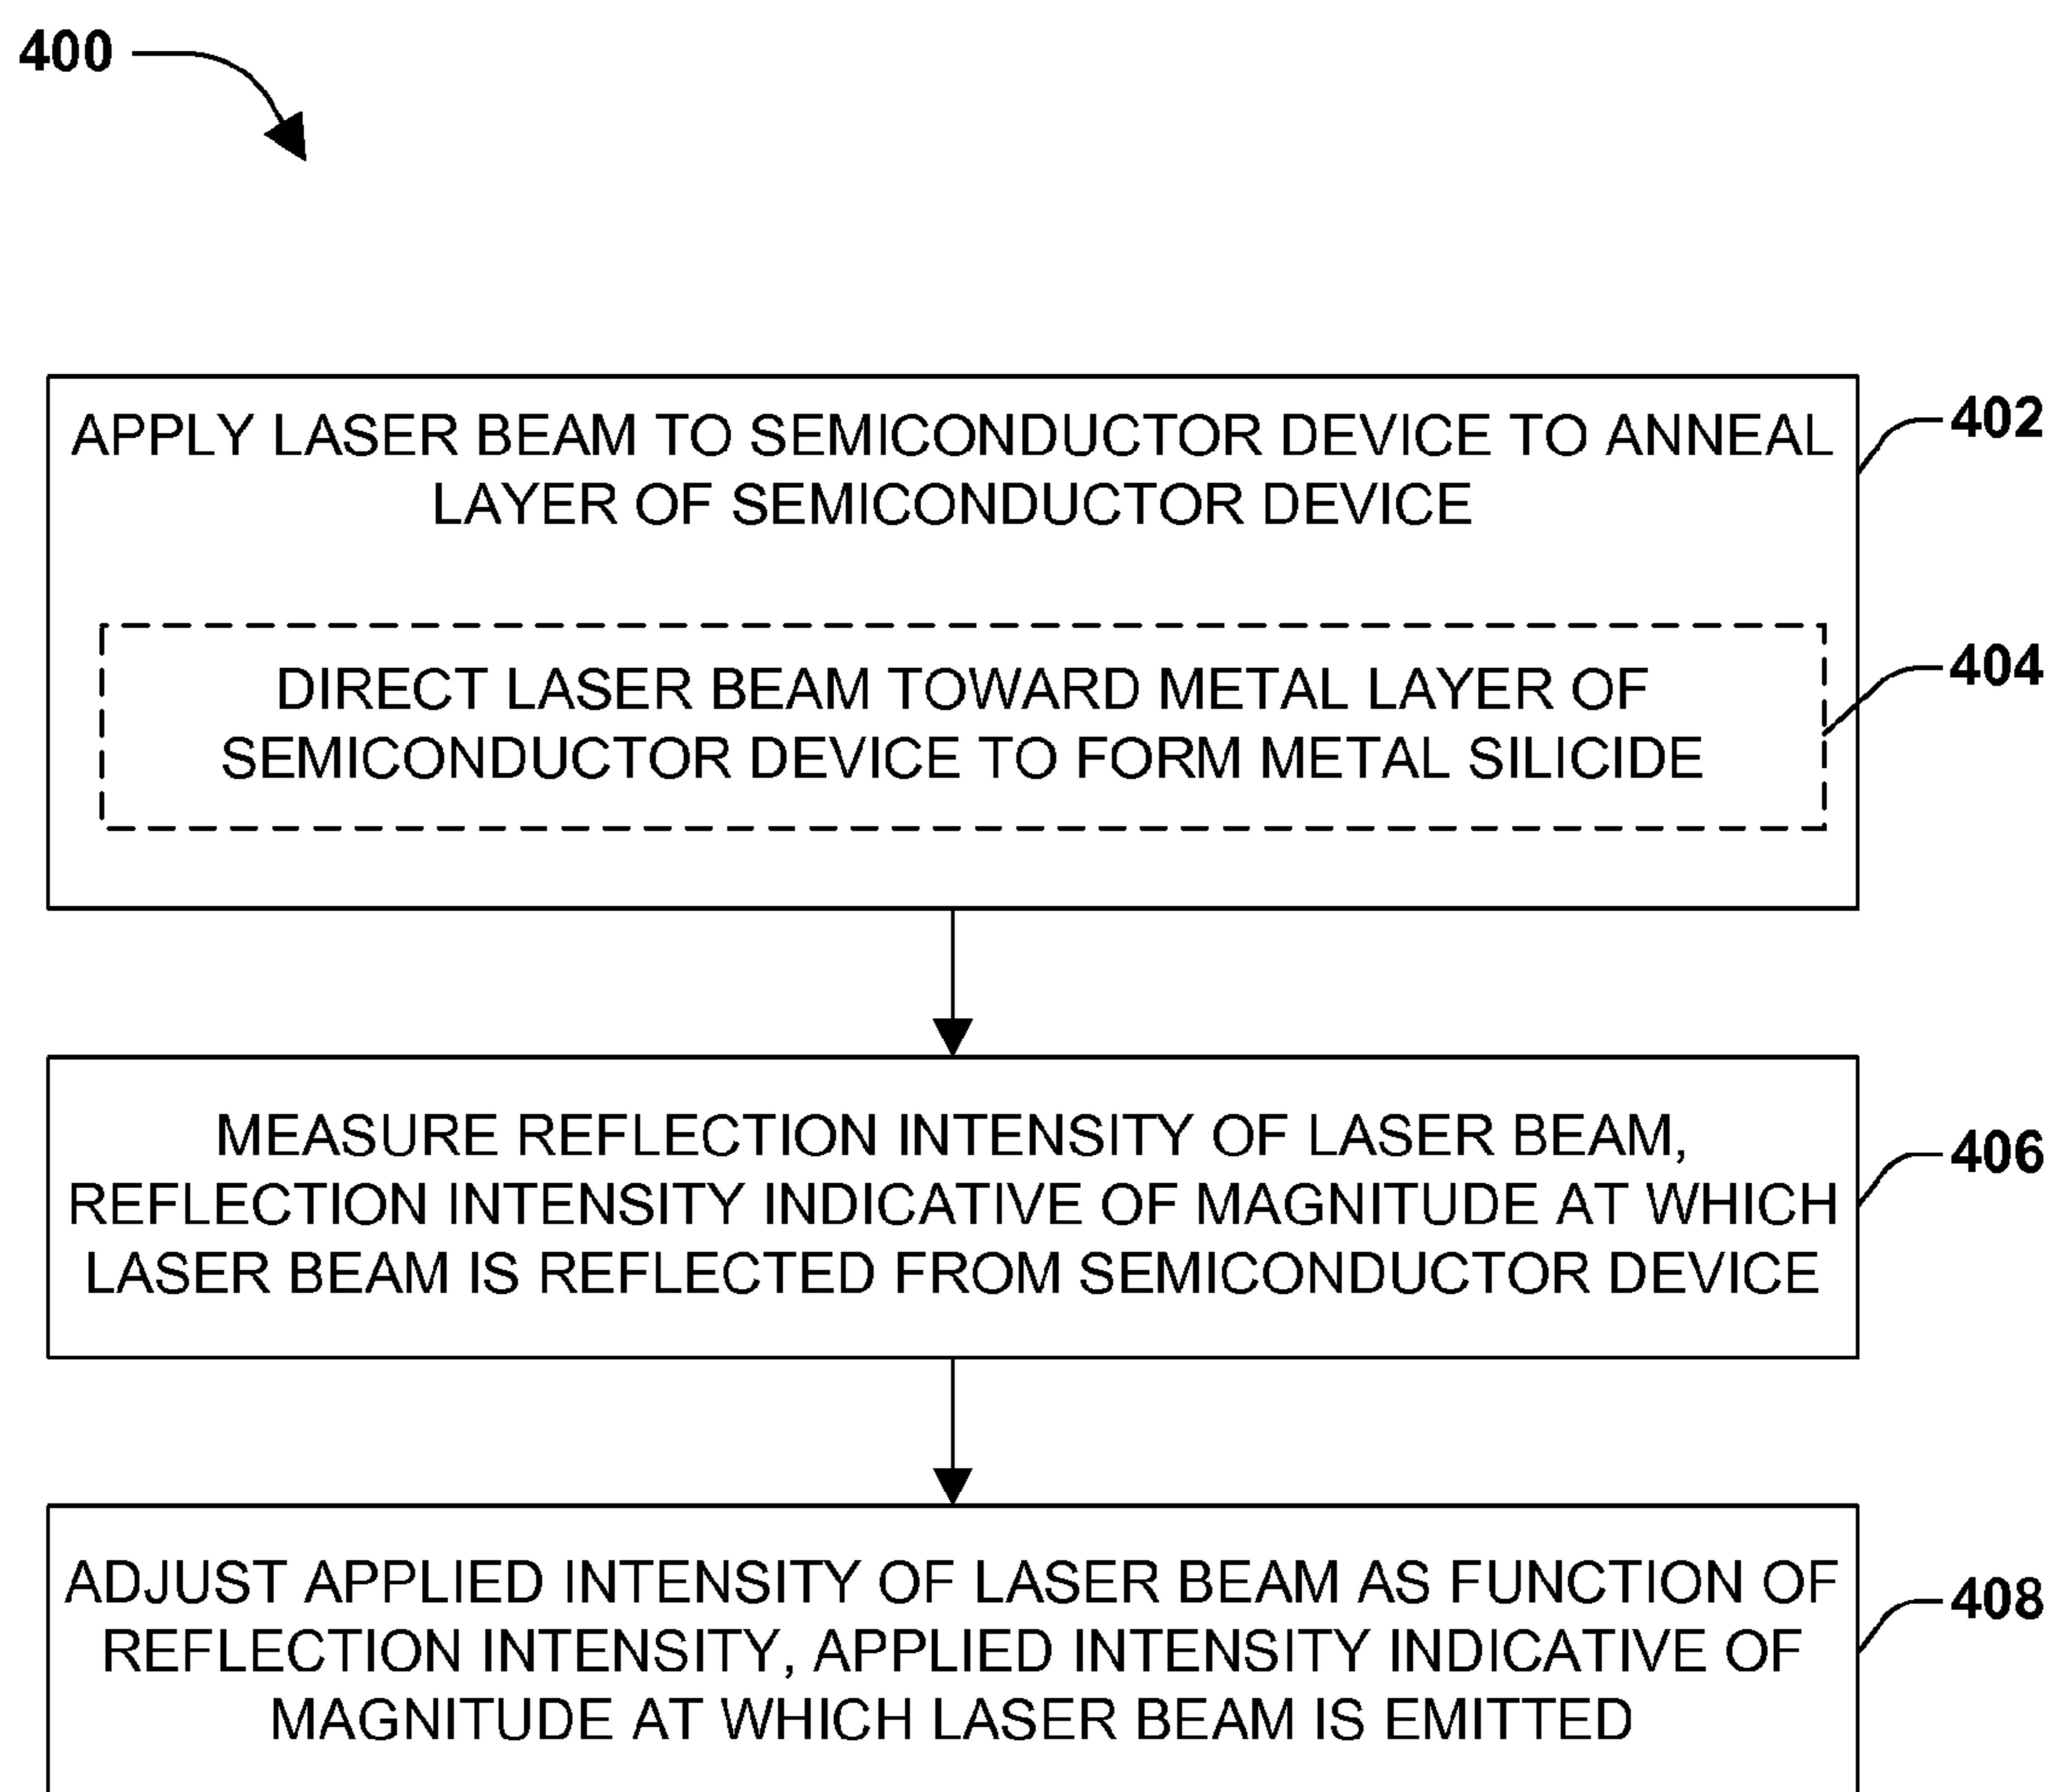 400
APPLY LASER BEAM TO SEMICONDUCTOR DEVICE TO ANNEAL
LAYER OF SEMICONDUCTOR DEVICE
402
DIRECT LASER BEAM TOWARD METAL LAYER OF
SEMICONDUCTOR DEVICE TO FORM METAL SILICIDE
404
MEASURE REFLECTION INTENSITY OF LASER BEAM,
REFLECTION INTENSITY INDICATIVE OF MAGNITUDE AT WHICH
LASER BEAM IS REFLECTED FROM SEMICONDUCTOR DEVICE
406
ADJUST APPLIED INTENSITY OF LASER BEAM AS FUNCTION OF
REFLECTION INTENSITY, APPLIED INTENSITY INDICATIVE OF
MAGNITUDE AT WHICH LASER BEAM IS EMITTED
408